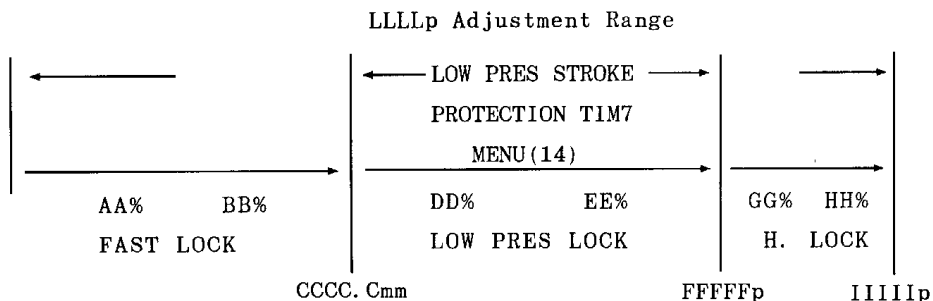 LLLLp Adjustment Range
LOW PRES STROKE
PROTECTION T1M7
MENU(14)
AA% BB% DD% EE% GG% HH%
FAST LOCK LOW PRES LOCK H. LOCK
CCCC.Cmm FFFFFp IIIIIp